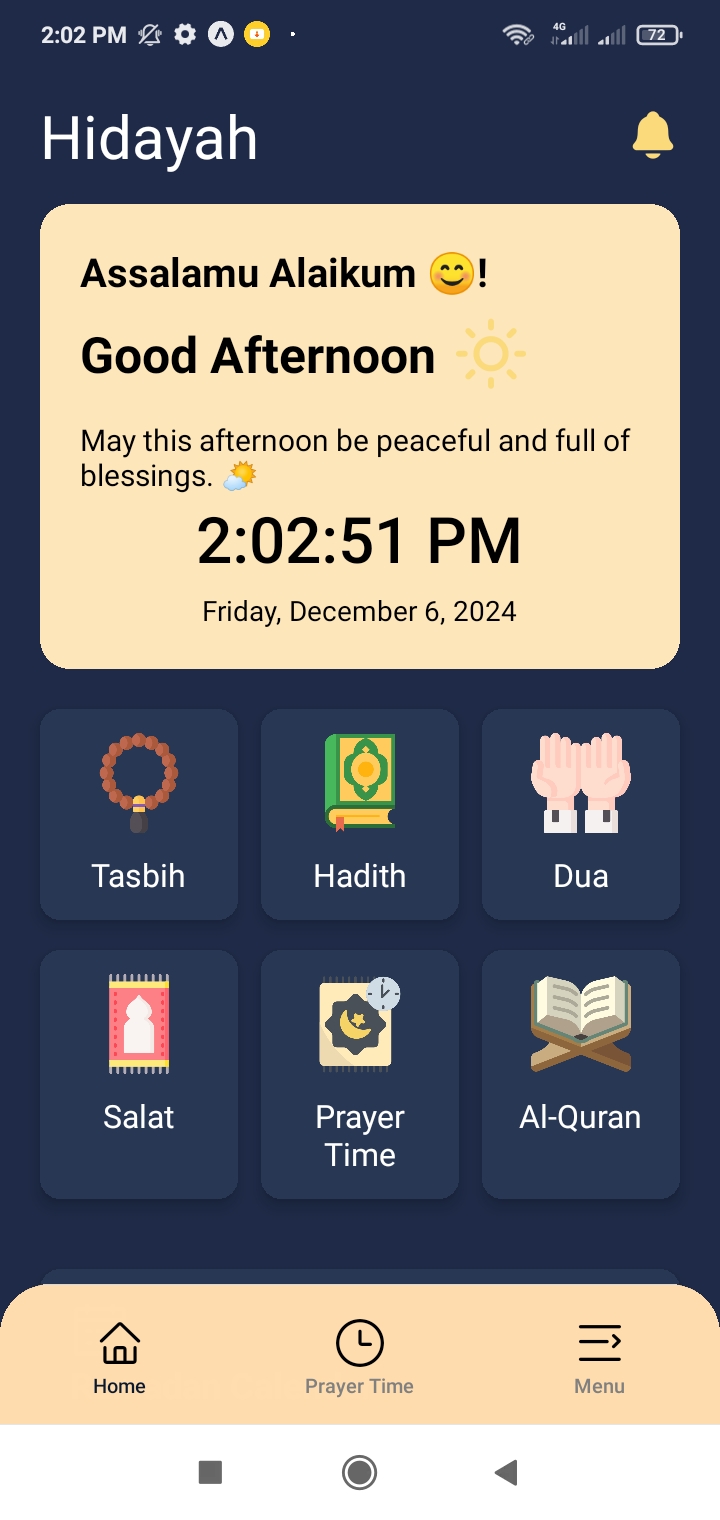 2:02 PM
4G
72
Hidayah
Assalamu Alaikum 😊!
Good Afternoon
May this afternoon be peaceful and full of
blessings. 🌤️
2:02:51 PM
Friday, December 6, 2024
Tasbih
Hadith
Dua
Salat
Prayer
Time
Al-Quran
Home
Prayer Time
Menu